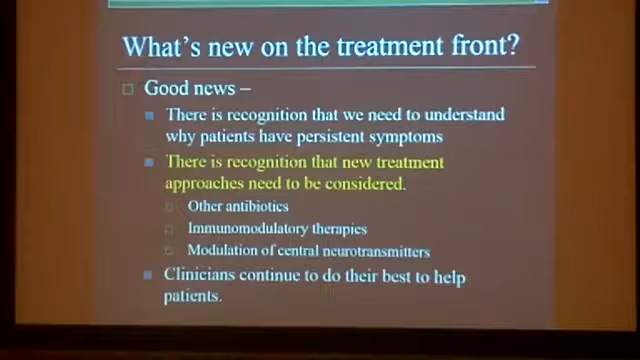 What's new on the treatment front?
Good news –
There is recognition that we need to understand
why patients have persistent symptoms
There is recognition that new treatment
approaches need to be considered.
Other antibiotics
Immunomodulatory therapies
Modulation of central neurotransmitters
Clinicians continue to do their best to help
patients.